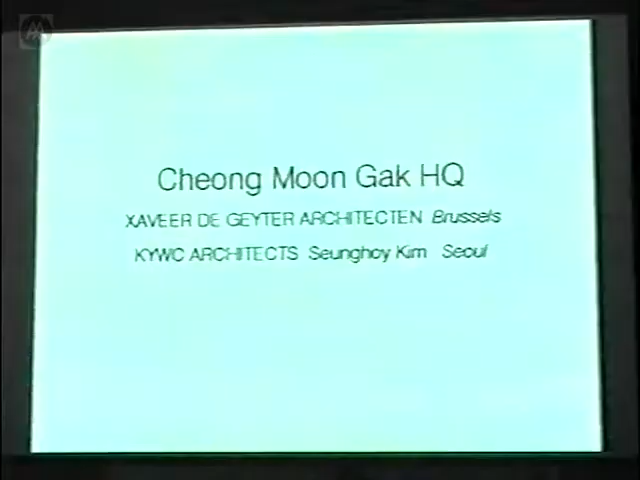 Cheong Moon Gak HQ
XAVEER DE GEYTER ARCHITECTEN Brussels
KYWC ARCHITECTS Seunghoy Kim Seoul